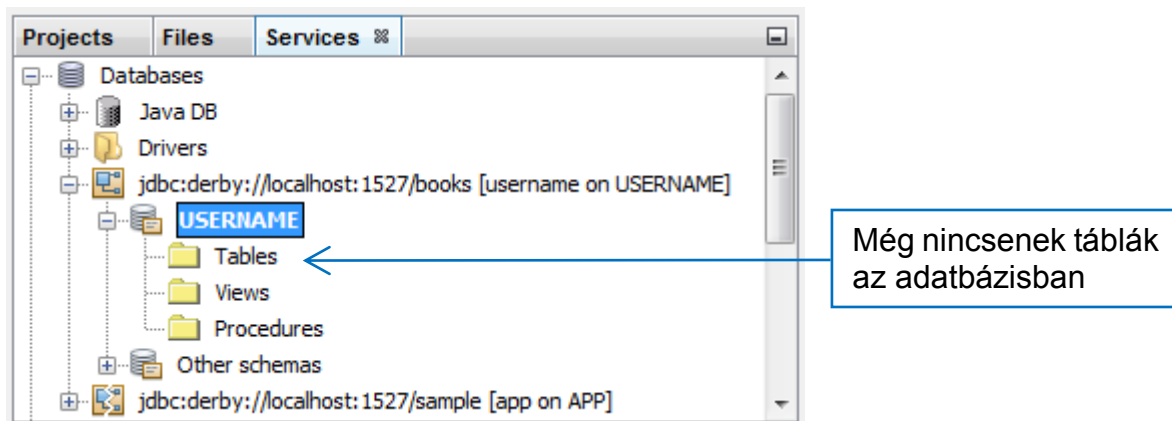 Projects Files Services
Databases
Java DB
Drivers
jdbc:derby://localhost:1527/books [username on USERNAME]
USERNAME
Tables
Views
Procedures
Other schemas
jdbc:derby://localhost:1527/sample [app on APP]
Még nincsenek táblák
az adatbázisban